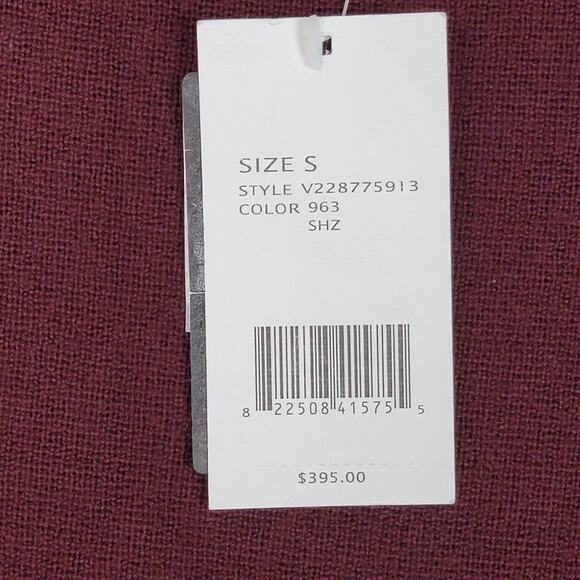 SIZE S
STYLE V228775913
COLOR 963
SHZ
8 22508 41575 5
$395.00